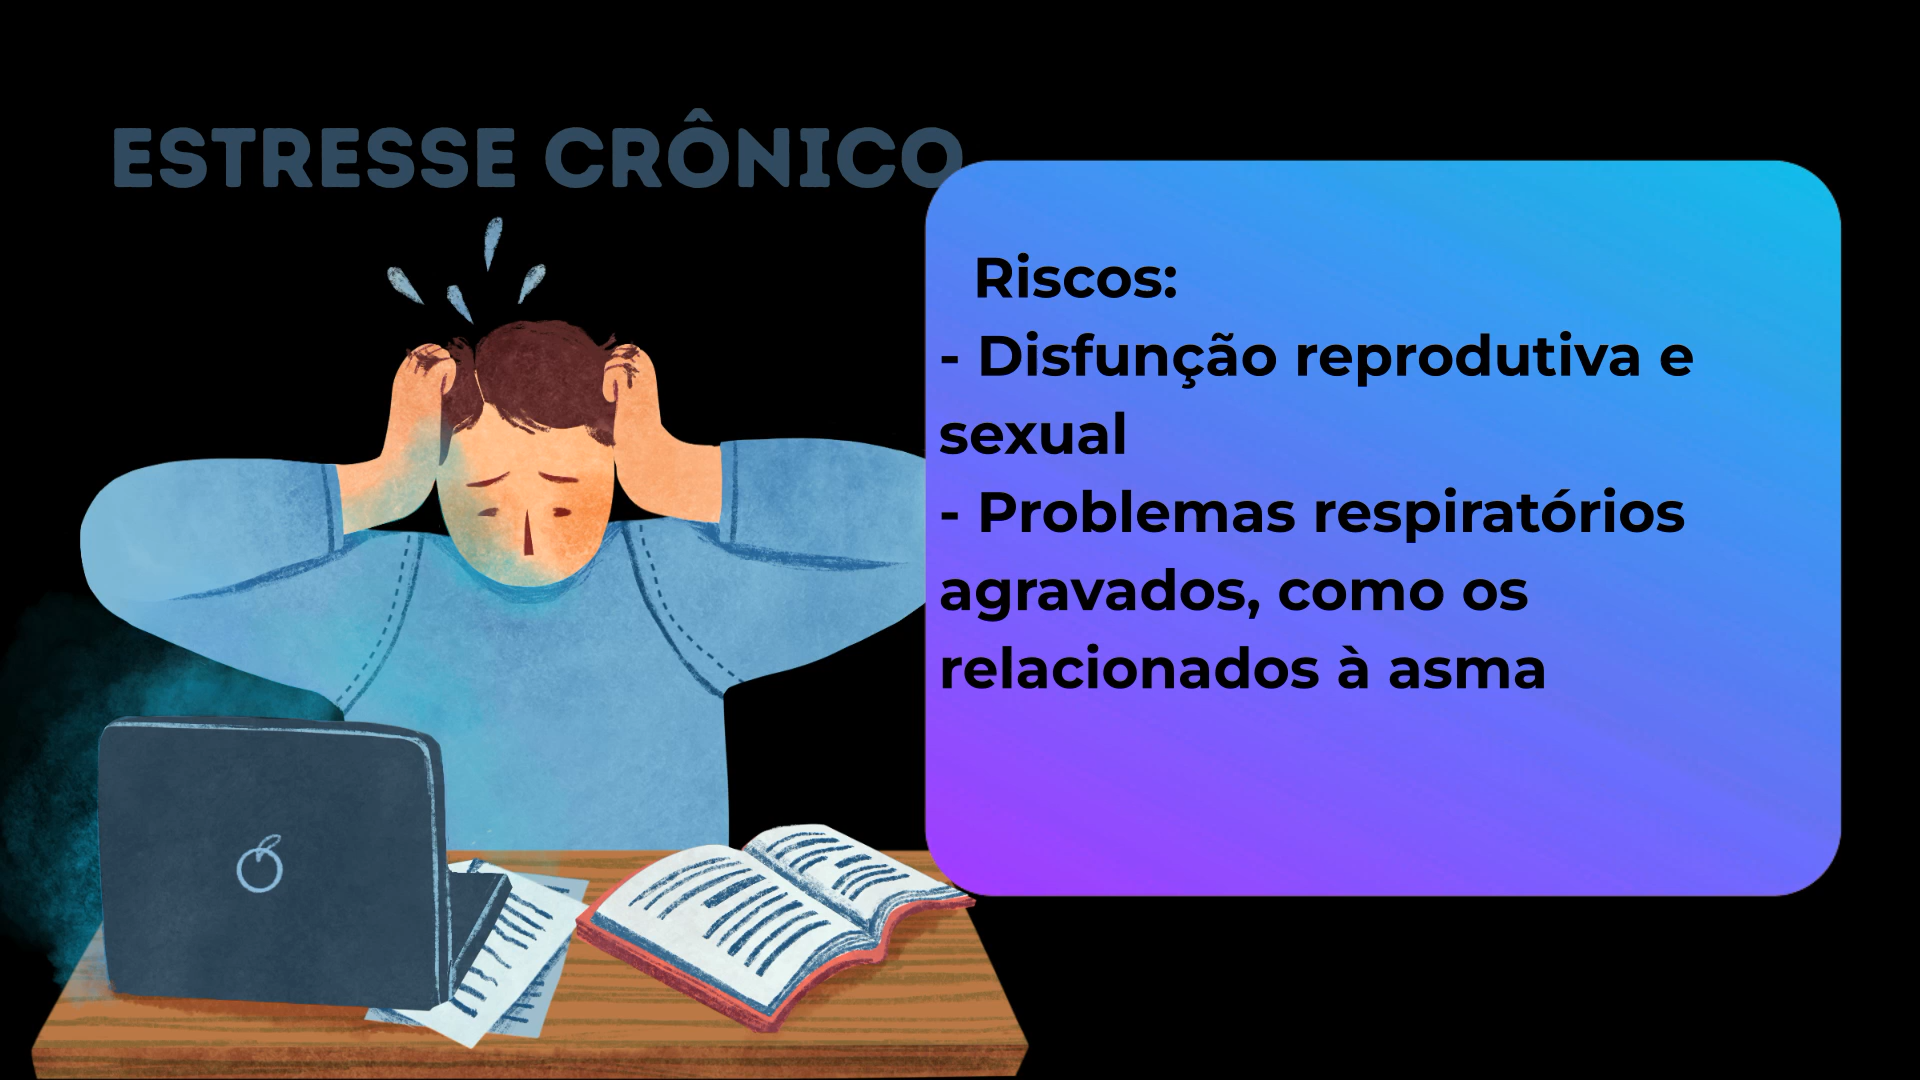 ESTRESSE CRÔNICO
Riscos:
- Disfunção reprodutiva e
sexual
- Problemas respiratórios
agravados, como os
relacionados à asma